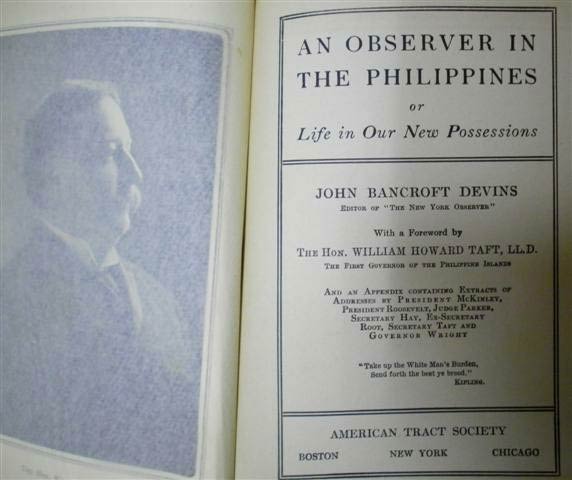 AN OBSERVER IN
THE PHILIPPINES
or
Life in Our New Possessions
JOHN BANCROFT DEVINS
EDITOR OF "THE NEW YORK OBSERVER"
With a Foreword by
THE HON. WILLIAM HOWARD TAFT, LL.D.
THE FIRST GOVERNOR OF THE PHILIPPINE ISLANDS
AND AN APPENDIX CONTAINING EXTRACTS OF
ADDRESSES BY PRESIDENT MCKINLEY,
PRESIDENT ROOSEVELT, JUDGE PARKER,
SECRETARY HAY, EX-SECRETARY
ROOT, SECRETARY TAFT AND
GOVERNOR WRIGHT
"Take up the White Man's Burden,
Send forth the best ye breed."
KIPLING.
AMERICAN TRACT SOCIETY
BOSTON NEW YORK CHICAGO